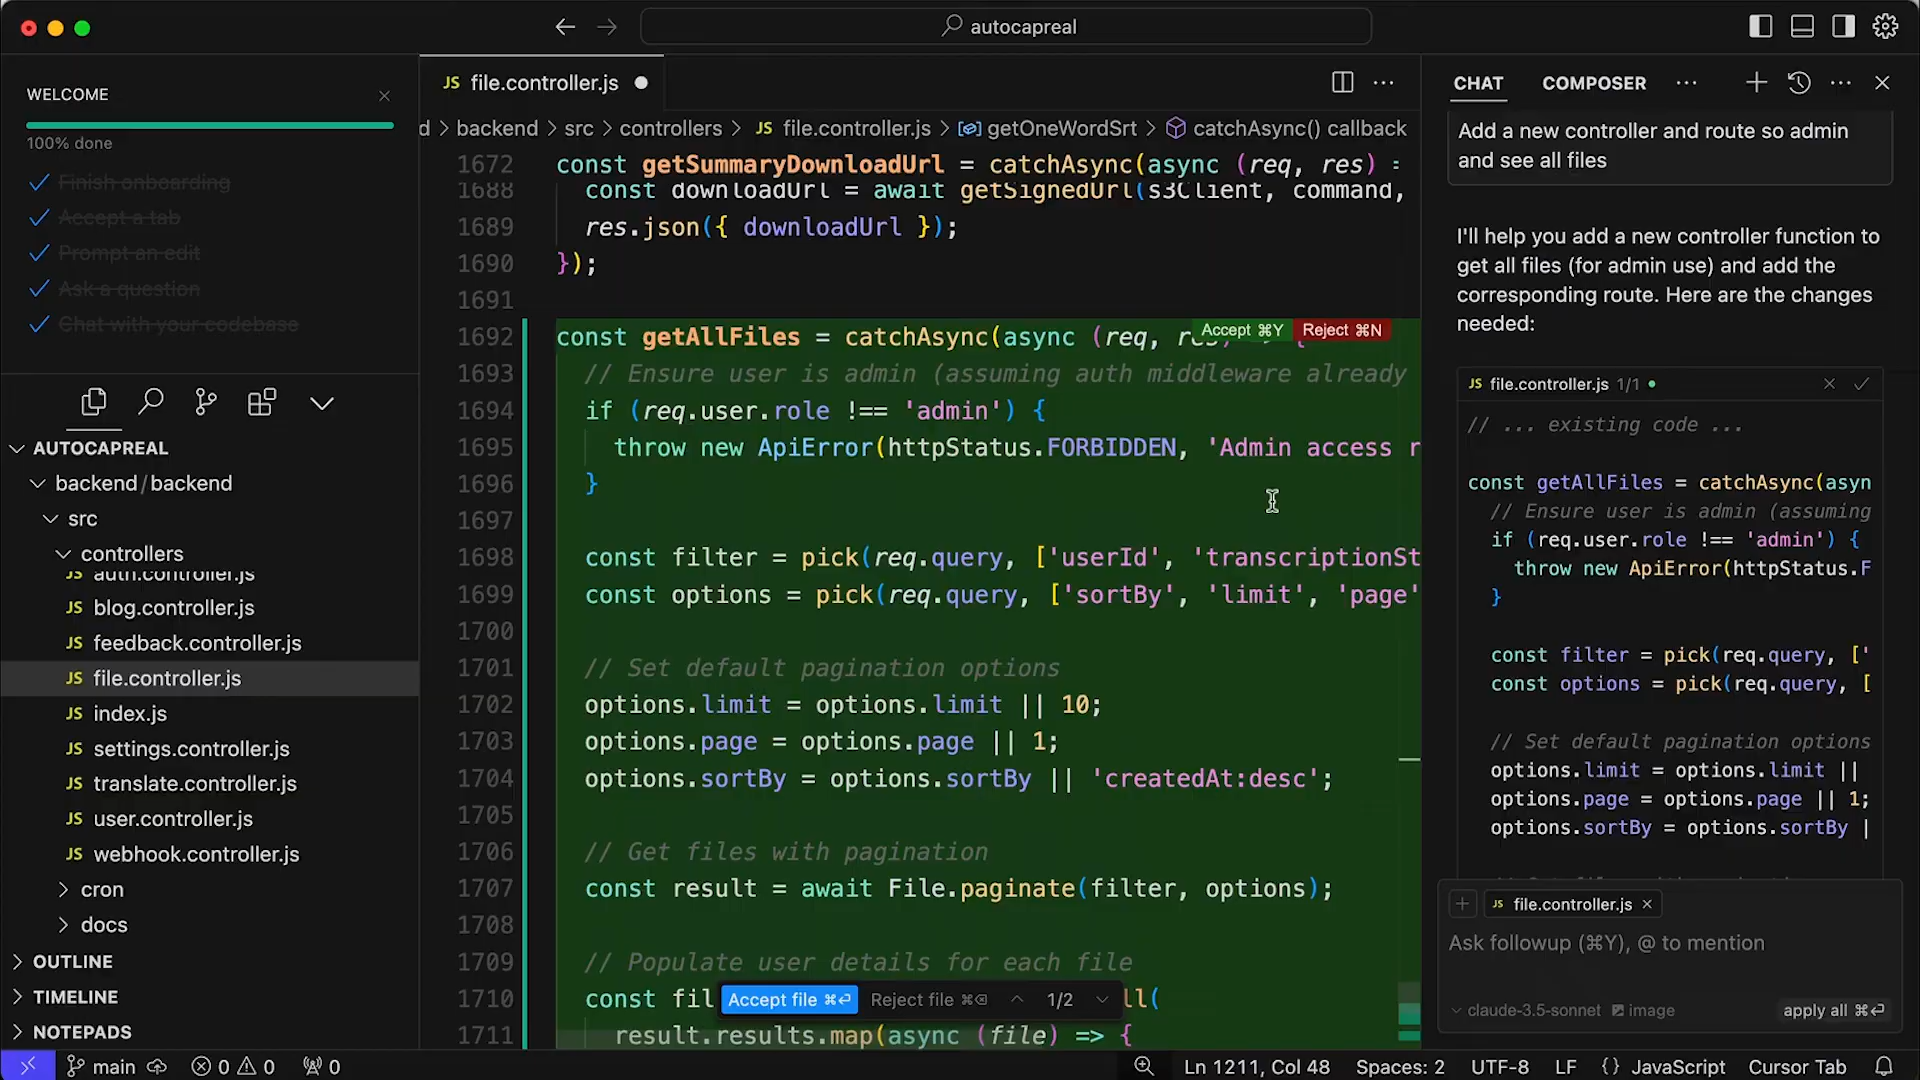 autocapreal
WELCOME
100% done
Finish onboarding
Accept a tab
Prompt an edit
Ask a question
Chat with your codebase
AUTOCAPREAL
backend/backend
src
controllers
JS auth.controller.js
JS blog.controller.js
JS feedback.controller.js
JS file.controller.js
JS index.js
JS settings.controller.js
JS translate.controller.js
JS user.controller.js
JS webhook.controller.js
cron
docs
OUTLINE
TIMELINE
NOTEPADS
JS file.controller.js
d > backend > src > controllers > JS file.controller.js > getOneWordSrt > catchAsync() callback
1672 const getSummaryDownloadUrl = catchAsync(async (req, res) =
1688 const downloadUrl = await getSignedUrl(s3Client, command,
1689 res.json({ downloadUrl });
1690 });
1691
1692 const getAllFiles = catchAsync(async (req, res) => {
Accept ⌘Y Reject ⌘N
1693 // Ensure user is admin (assuming auth middleware already
1694 if (req.user.role !== 'admin') {
1695 throw new ApiError(httpStatus.FORBIDDEN, 'Admin access r
1696 }
1697
1698 const filter = pick(req.query, ['userId', 'transcriptionSt
1699 const options = pick(req.query, ['sortBy', 'limit', 'page'
1700
1701 // Set default pagination options
1702 options.limit = options.limit || 10;
1703 options.page = options.page || 1;
1704 options.sortBy = options.sortBy || 'createdAt:desc';
1705
1706 // Get files with pagination
1707 const result = await File.paginate(filter, options);
1708
1709 // Populate user details for each file
1710 const fil
ll(
Accept file ⌘⏎ Reject file ⌘⌫ 1/2
1711 result.results.map(async (file) => {
CHAT COMPOSER
Add a new controller and route so admin
and see all files
I'll help you add a new controller function to
get all files (for admin use) and add the
corresponding route. Here are the changes
needed:
JS file.controller.js 1/1
// ... existing code ...
const getAllFiles = catchAsync(asyn
// Ensure user is admin (assuming
if (req.user.role !== 'admin') {
throw new ApiError(httpStatus.F
}
const filter = pick(req.query, ['
const options = pick(req.query, [
// Set default pagination options
options.limit = options.limit ||
options.page = options.page || 1;
options.sortBy = options.sortBy |
JS file.controller.js
Ask followup (⌘Y), @ to mention
claude-3.5-sonnet image apply all ⌘⏎
main 0 0 0
Ln 1211, Col 48 Spaces: 2 UTF-8 LF {} JavaScript Cursor Tab